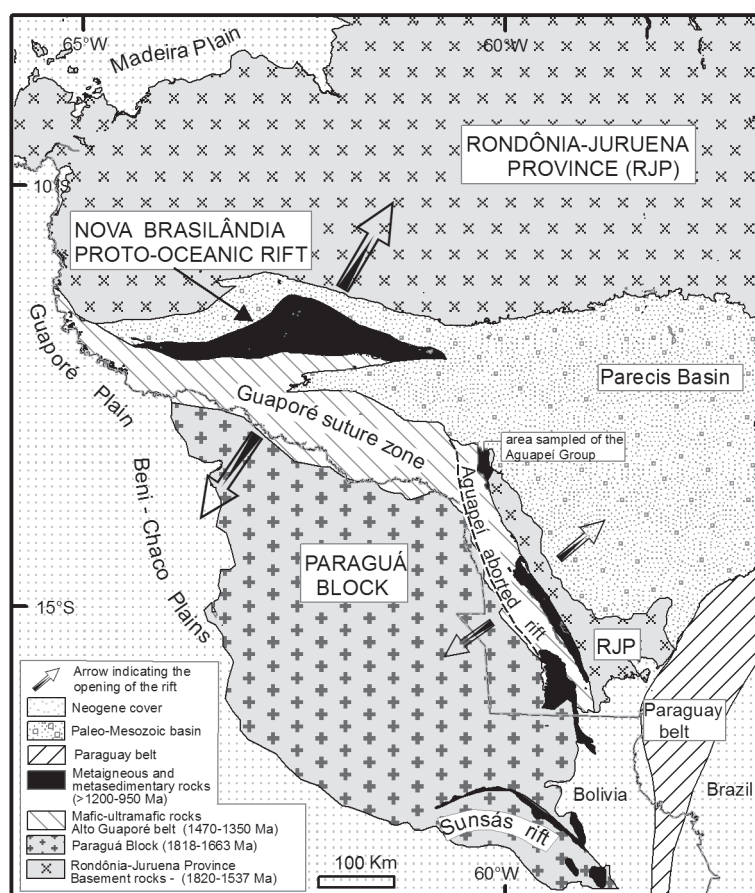 65°W
60°W
Madeira Plain
RONDÔNIA-JURUENA
PROVINCE (RJP)
10°S
NOVA BRASILÂNDIA
PROTO-OCEANIC RIFT
Guaporé Plain
Parecis Basin
Guaporé suture zone
area sampled of the
Aguapeí Group
Beni - Chaco Plains
Aguapeí aborted rift
PARAGUÁ
BLOCK
15°S
RJP
Arrow indicating the
opening of the rift
Neogene cover
Paleo-Mesozoic basin
Paraguay belt
Metaigneous and
metasedimentary rocks
(>1200-950 Ma)
Mafic-ultramafic rocks
Alto Guaporé belt (1470-1350 Ma)
Paraguá Block (1818-1663 Ma)
Rondônia-Juruena Province
Basement rocks - (1820-1537 Ma)
Paraguay
belt
Bolivia
Brazil
Sunsás rift
100 Km
60°W